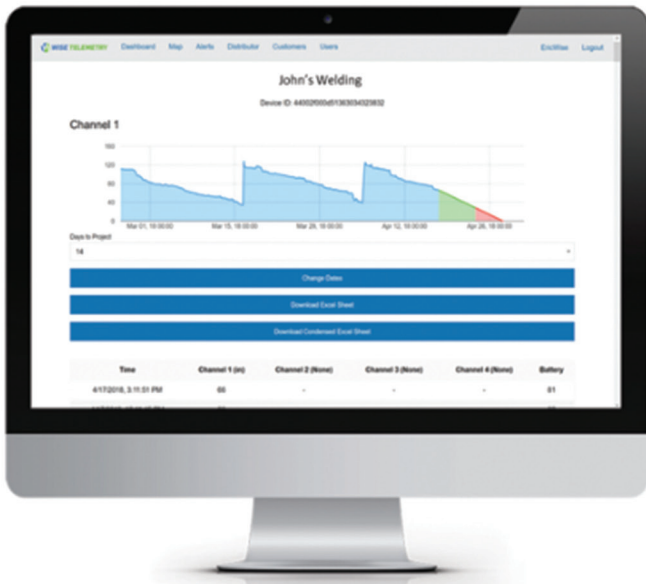 WISE TELEMETRY Dashboard Map Alerts Distributor Customers Users EricWise Logout
John's Welding
Device ID:
Channel 1
160
120
80
40
0
Mar 01, 18:00:00 Mar 15, 18:00:00 Mar 29, 18:00:00 Apr 12, 18:00:00 Apr 26, 18:00:00
Days to Project
14
Change Dates
Download Excel Sheet
Download Condensed Excel Sheet
Time Channel 1 (in) Channel 2 (None) Channel 3 (None) Channel 4 (None) Battery
4/17/2018, 3:11:51 PM 66 - - - 81